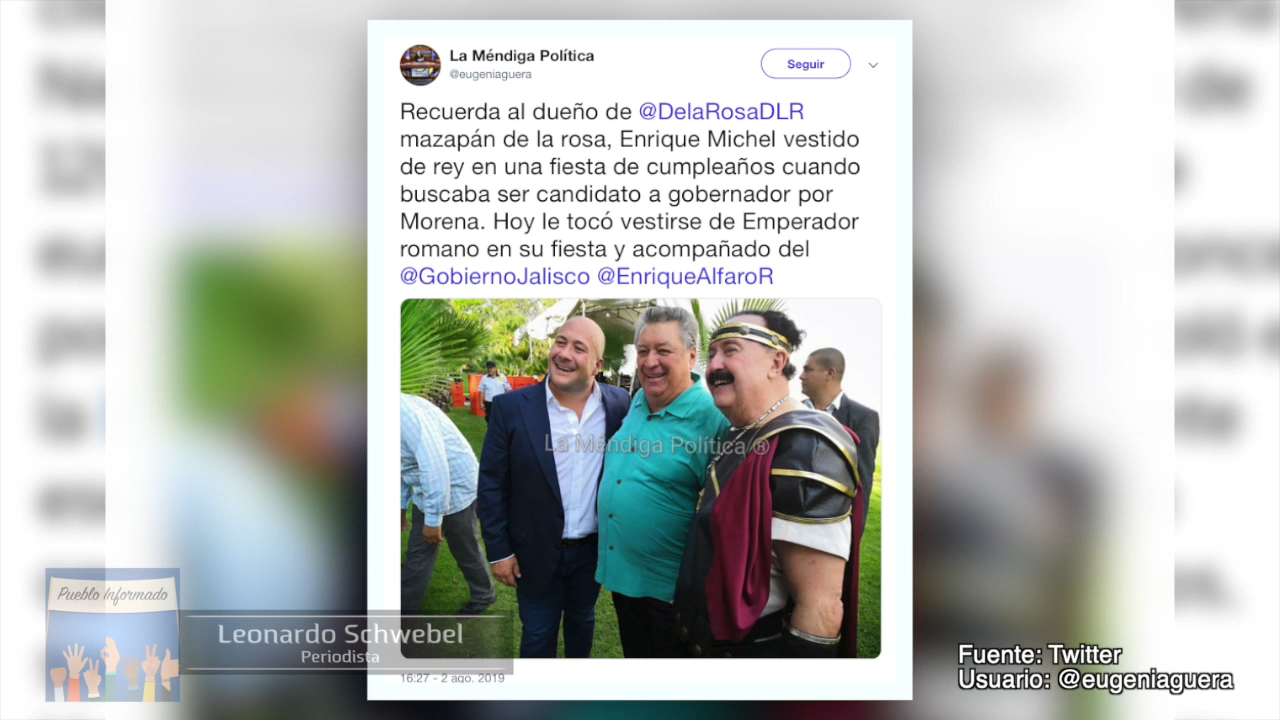 La Méndiga Política
@eugeniaguera
Seguir
Recuerda al dueño de @DelaRosaDLR
mazapán de la rosa, Enrique Michel vestido
de rey en una fiesta de cumpleaños cuando
buscaba ser candidato a gobernador por
Morena. Hoy le tocó vestirse de Emperador
romano en su fiesta y acompañado del
@GobiernoJalisco @EnriqueAlfaroR
La Méndiga Política ®
Pueblo Informado
Leonardo Schwebel
Periodista
16:27 - 2 ago. 2019
Fuente: Twitter
Usuario: @eugeniaguera